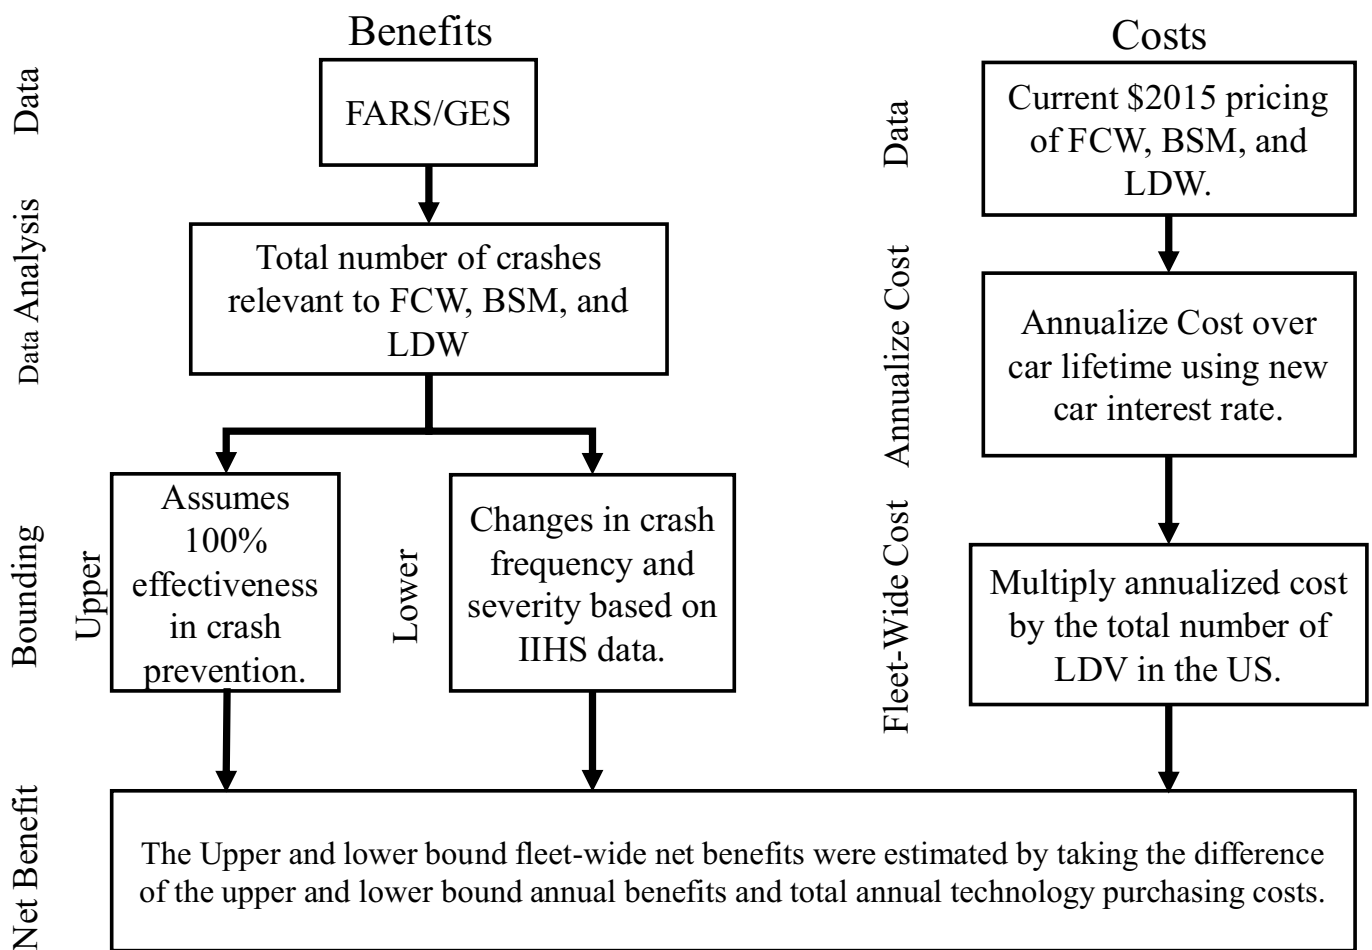 Benefits
Data
FARS/GES
Data Analysis
Total number of crashes
relevant to FCW, BSM, and
LDW
Bounding
Upper
Assumes
100%
effectiveness
in crash
prevention.
Lower
Changes in crash
frequency and
severity based on
IIHS data.
Costs
Data
Current $2015 pricing
of FCW, BSM, and
LDW.
Annualize Cost
Annualize Cost over
car lifetime using new
car interest rate.
Fleet-Wide Cost
Multiply annualized cost
by the total number of
LDV in the US.
Net Benefit
The Upper and lower bound fleet-wide net benefits were estimated by taking the difference
of the upper and lower bound annual benefits and total annual technology purchasing costs.